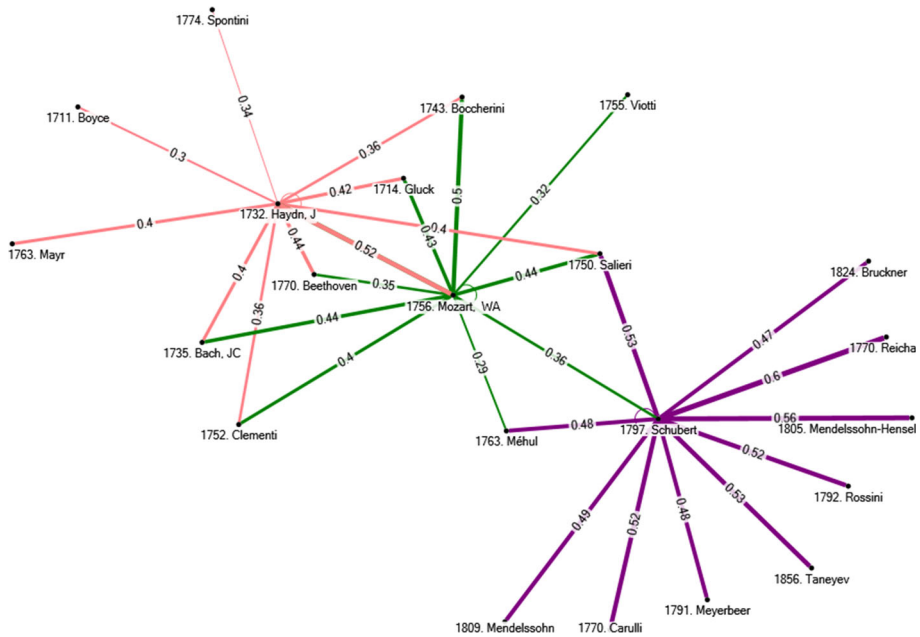 1774. Spontini
0.34
1711. Boyce
0.3
1743. Boccherini
1755. Viotti
0.36
1714. Gluck
0.42
0.5
0.32
1732. Haydn, J
0.4
0.4
0.43
1763. Mayr
0.44
0.52
0.44
1750. Salieri
1824. Bruckner
0.4
1770. Beethoven
0.35
1756. Mozart, WA
0.36
0.44
0.53
0.47
1770. Reicha
1735. Bach, JC
0.4
0.29
0.36
0.6
1752. Clementi
1763. Méhul
0.48
1797. Schubert
0.56
1805. Mendelssohn-Hensel
0.52
1792. Rossini
0.49
0.52
0.48
0.53
1856. Taneyev
1791. Meyerbeer
1809. Mendelssohn
1770. Carulli